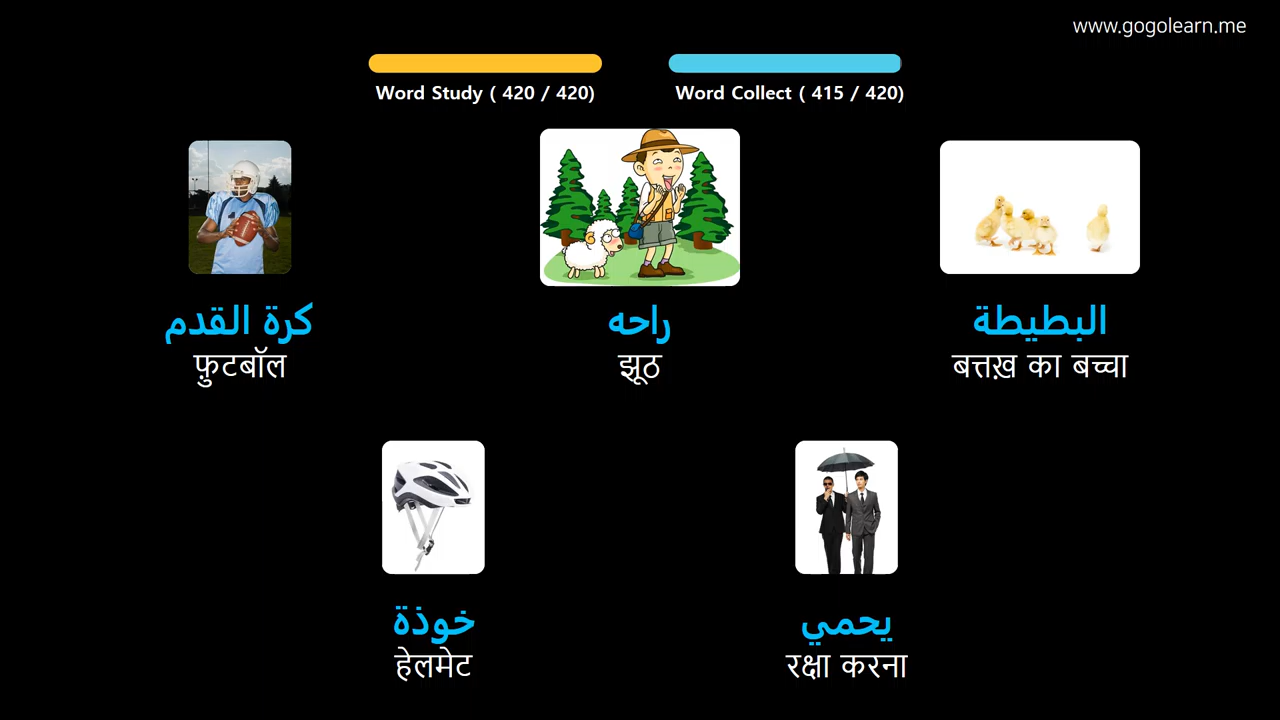 www.gogolearn.me
Word Study ( 420 / 420)
Word Collect ( 415 / 420)
كرة القدم
फ़ुटबॉल
راحه
झूठ
البطيطة
बत्तख़ का बच्चा
خوذة
हेलमेट
يحمي
रक्षा करना